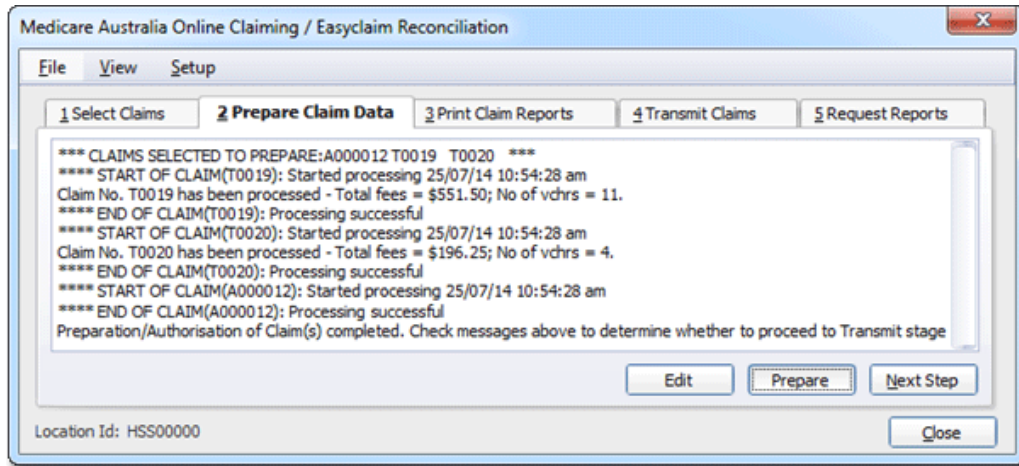 Medicare Australia Online Claiming / Easyclaim Reconciliation
File View Setup
1 Select Claims 2 Prepare Claim Data 3 Print Claim Reports 4 Transmit Claims 5 Request Reports
*** CLAIMS SELECTED TO PREPARE:A000012 T0019 T0020 ***
**** START OF CLAIM(T0019): Started processing 25/07/14 10:54:28 am
Claim No. T0019 has been processed - Total fees = $551.50; No of vchrs = 11.
**** END OF CLAIM(T0019): Processing successful
**** START OF CLAIM(T0020): Started processing 25/07/14 10:54:28 am
Claim No. T0020 has been processed - Total fees = $196.25; No of vchrs = 4.
**** END OF CLAIM(T0020): Processing successful
**** START OF CLAIM(A000012): Started processing 25/07/14 10:54:28 am
**** END OF CLAIM(A000012): Processing successful
Preparation/Authorisation of Claim(s) completed. Check messages above to determine whether to proceed to Transmit stage
Edit Prepare Next Step
Location Id: HSS00000 Close